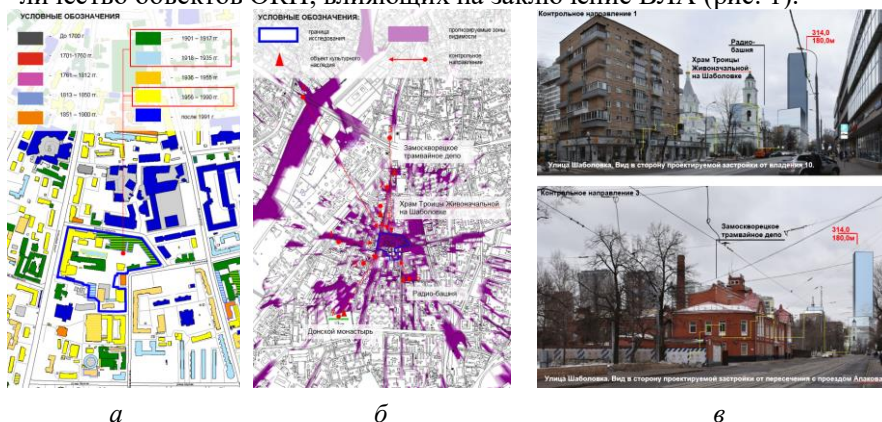 личество объектов ОКН, влияющих на заключение ВЛА (рис. 1).
УСЛОВНЫЕ ОБОЗНАЧЕНИЯ
- До 1700 г
- 1701-1760 гг.
- 1761 – 1812 гг.
- 1813 – 1850 гг.
- 1851 – 1900 гг.
- 1901 – 1917 гг.
- 1918 – 1935 гг.
- 1936 – 1955 гг.
- 1956 – 1990 гг.
после 1991 г.
УСЛОВНЫЕ ОБОЗНАЧЕНИЯ:
граница
исследования
прогнозируемые зоны
видимости
объект культурного
наследия
контрольное
направление
Замоскворецкое
трамвайное депо
Храм Троицы Живоначальной
на Шаболовке
Радио-башня
Донской монастырь
Контрольное направление 1
Радио-
башня
Храм Троицы
Живоначальной
на Шаболовке
314,0
180,0м
Улица Шаболовка, Вид в сторону проектируемой застройки от владения 10.
Контрольное направление 3
Замоскворецкое
трамвайное депо
314,0
180,0м
Улица Шаболовка. Вид в сторону проектируемой застройки от пересечения с проездом Апакова
а
б
в